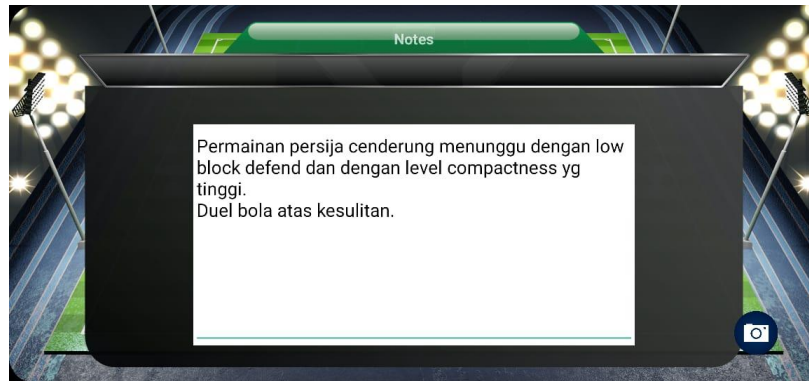 Notes
Permainan persija cenderung menunggu dengan low
block defend dan dengan level compactness yg
tinggi.
Duel bola atas kesulitan.